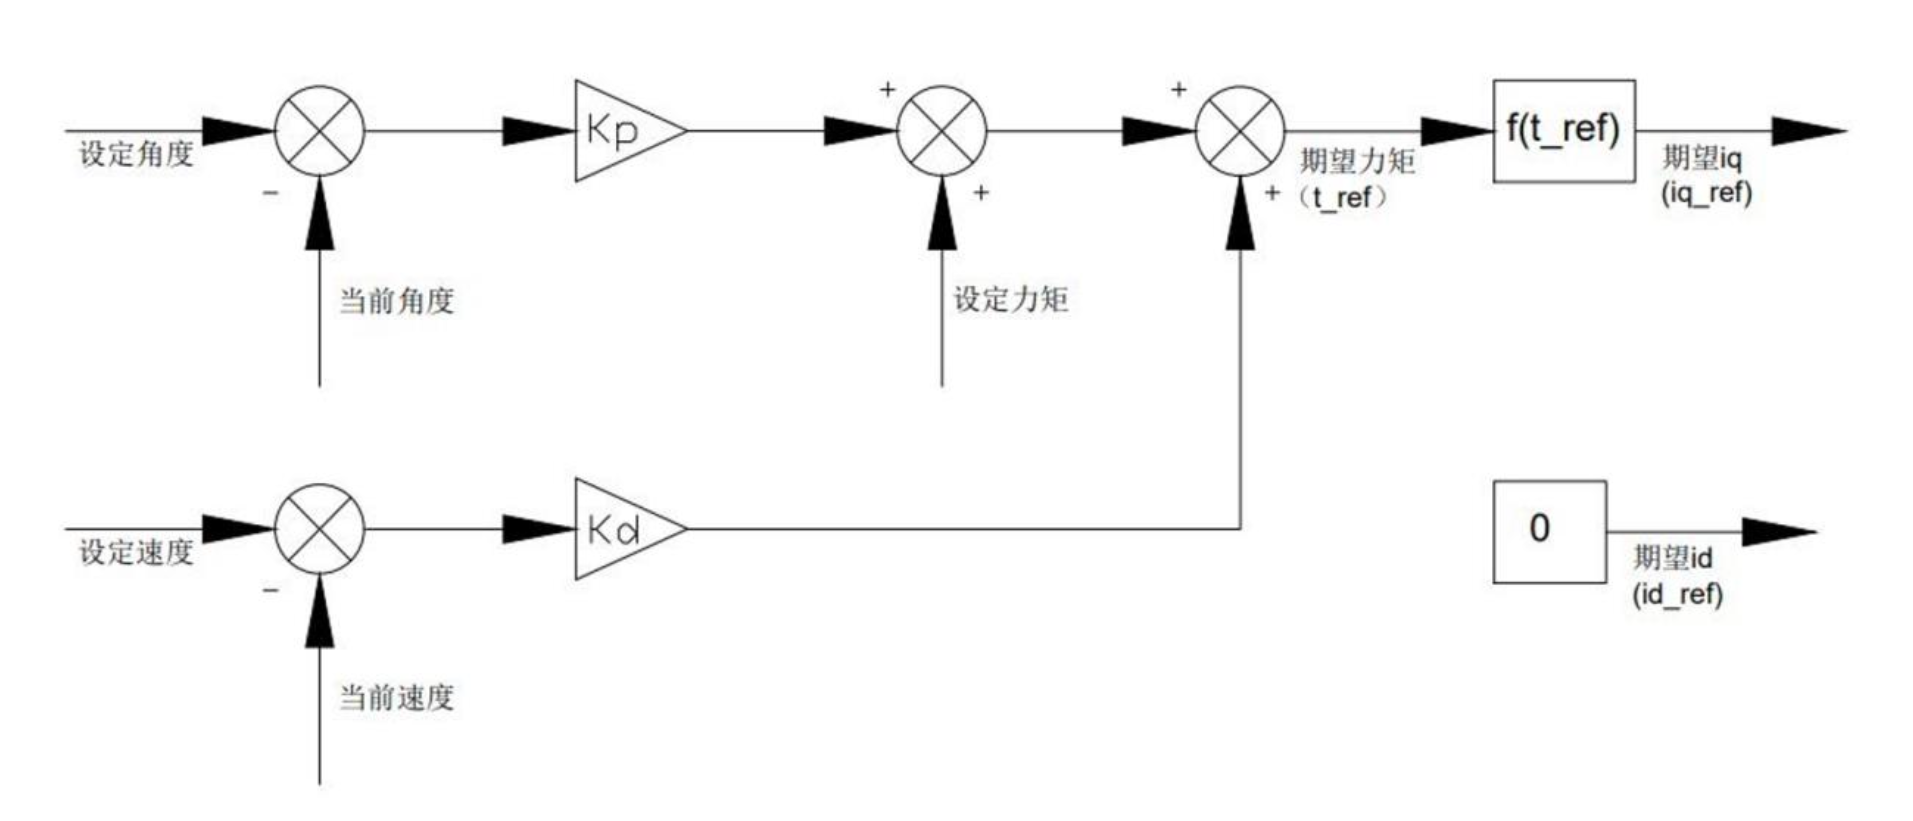 +
+
Kp
f(t_ref)
设定角度
−
+
+
期望力矩
（t_ref）
期望iq
(iq_ref)
当前角度
设定力矩
Kd
0
设定速度
−
期望id
(id_ref)
当前速度